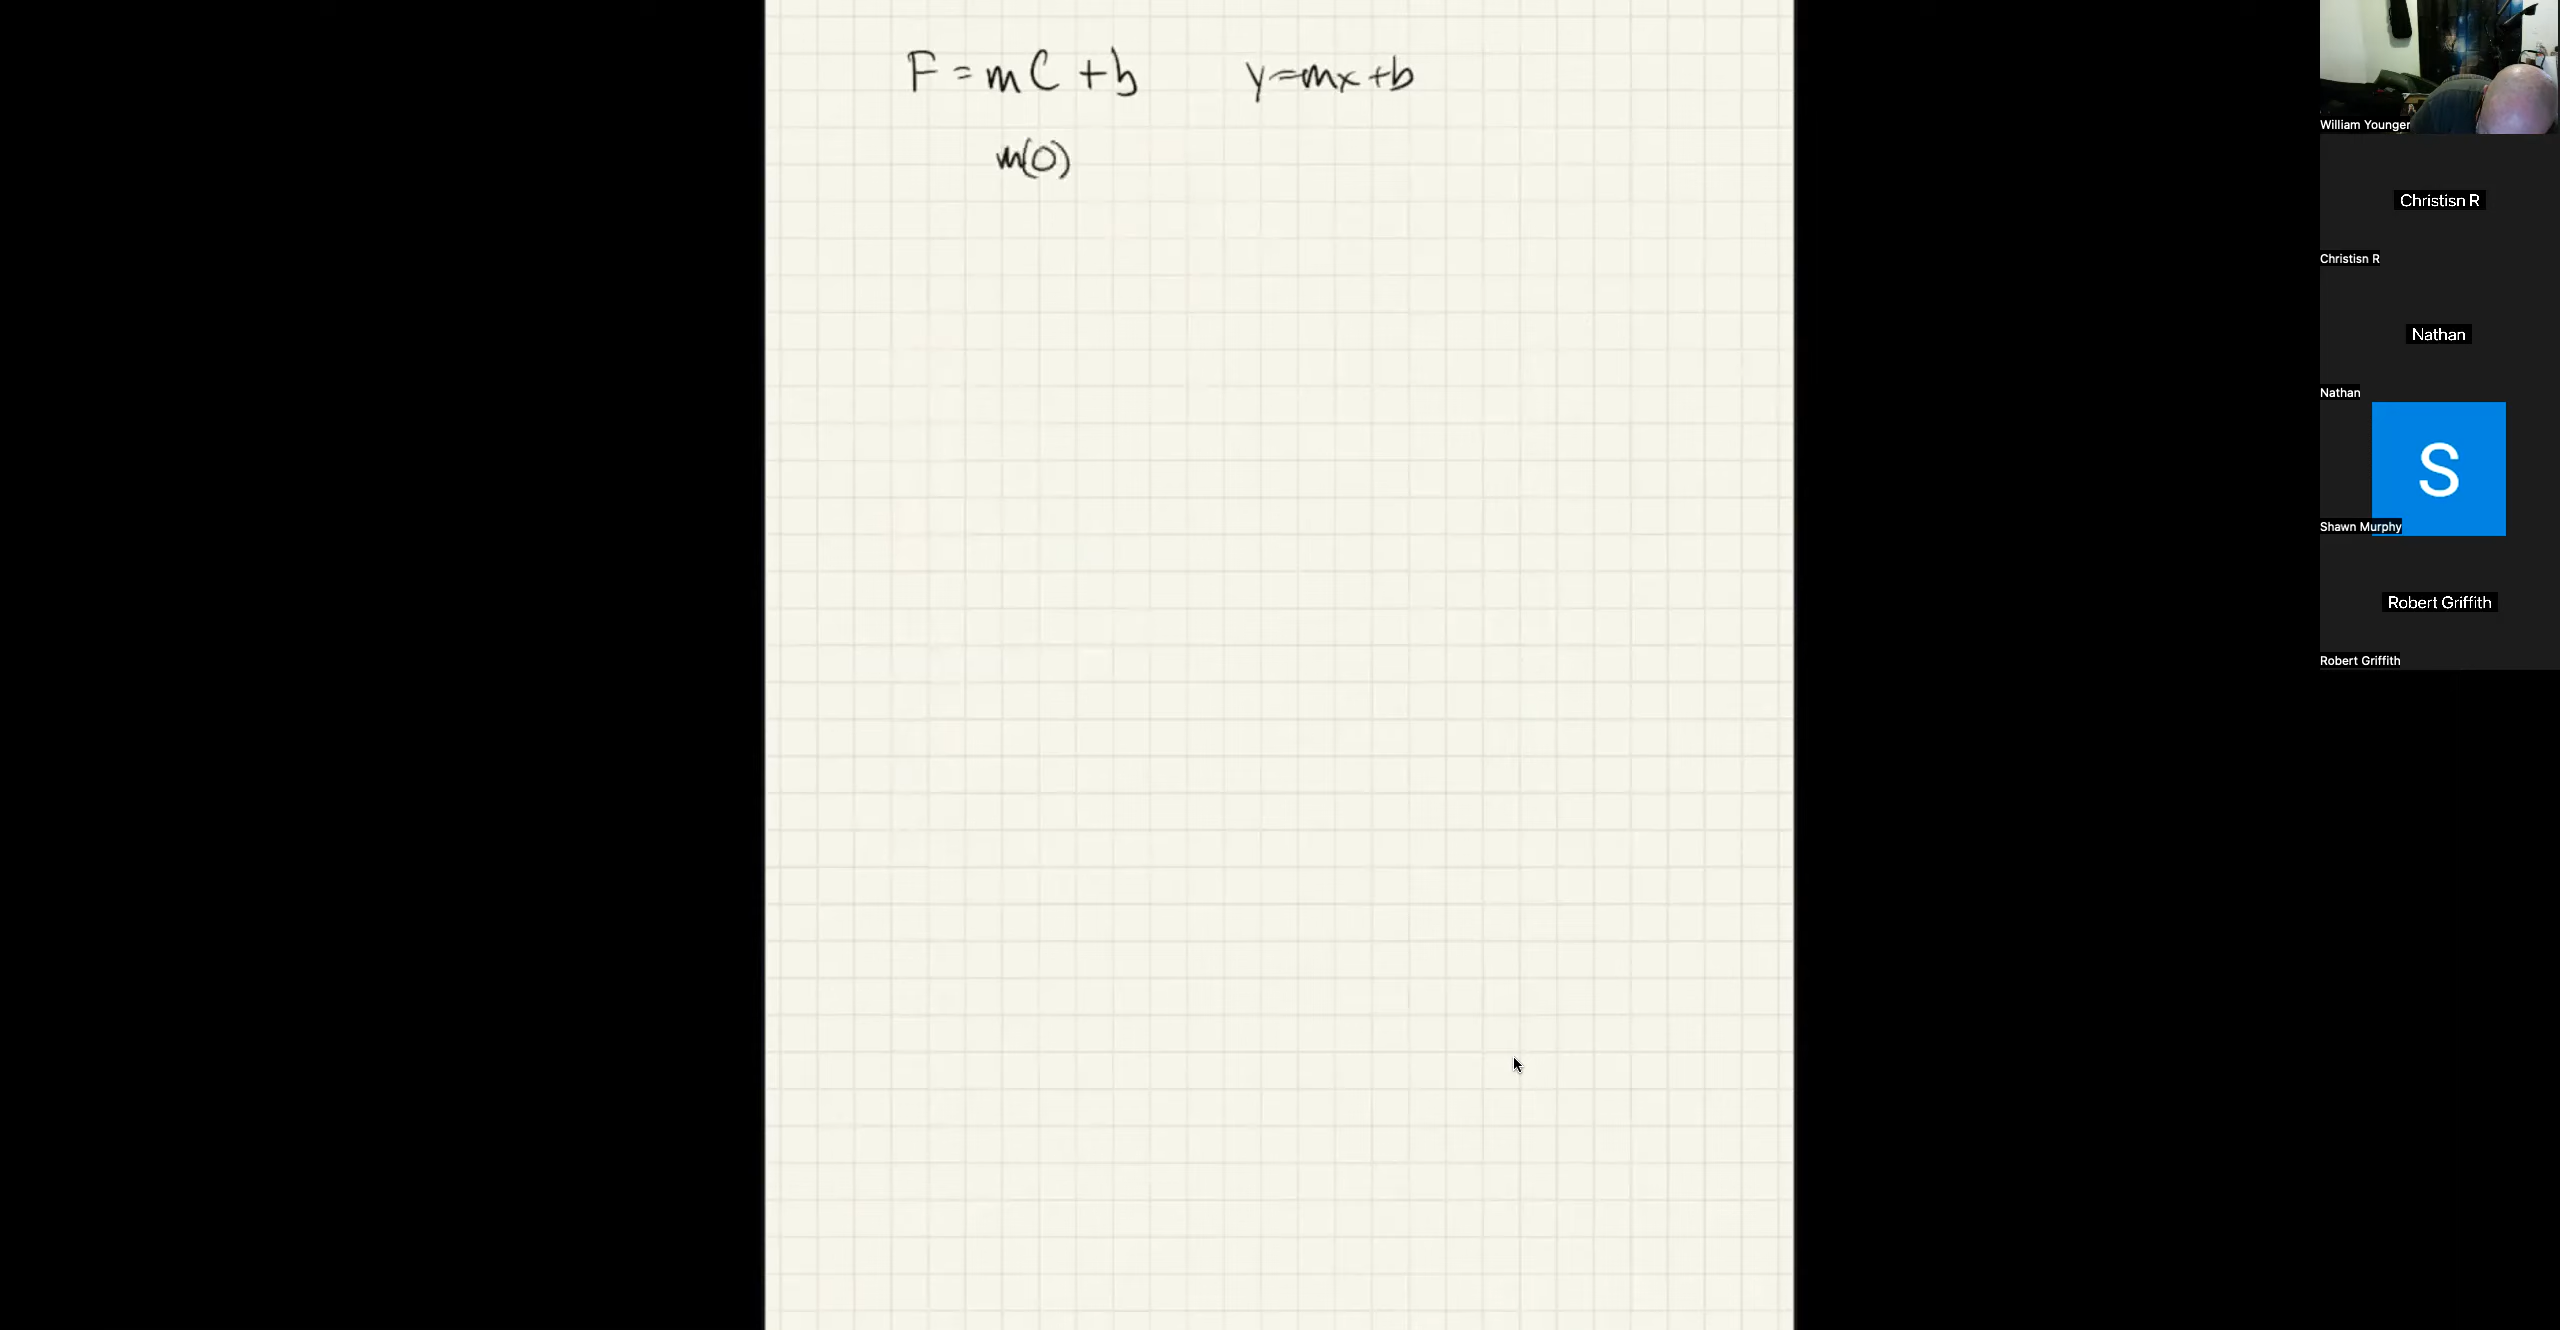 F = mC + b y = mx + b
m(0)
William Younger
Christisn R
Christisn R
Nathan
Nathan
S
Shawn Murphy
Robert Griffith
Robert Griffith